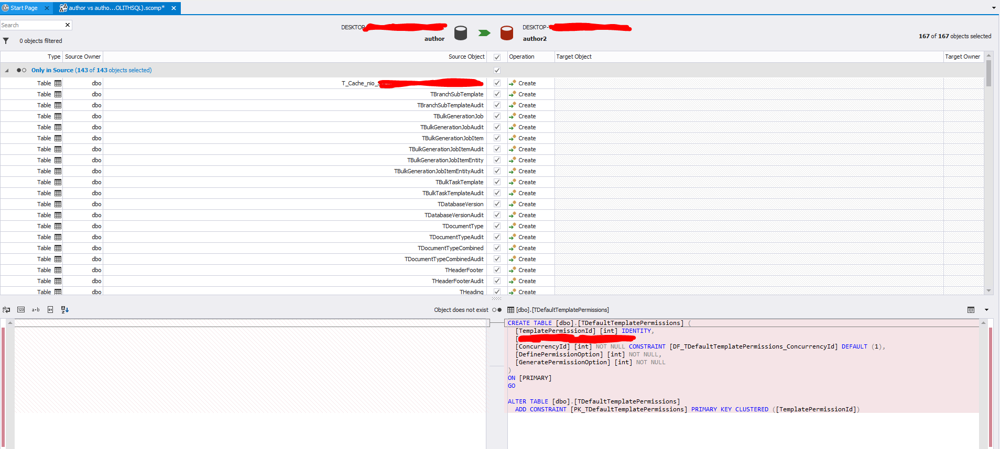 Start Page
author vs autho...OLITHSQL).scomp*
Search
0 objects filtered
DESKTOP-
author
DESKTOP-
author2
167 of 167 objects selected
Type Source Owner Source Object Operation Target Object Target Owner
Only in Source (143 of 143 objects selected)
Table dbo T_Cache_nio_ Create
Table dbo TBranchSubTemplate Create
Table dbo TBranchSubTemplateAudit Create
Table dbo TBulkGenerationJob Create
Table dbo TBulkGenerationJobAudit Create
Table dbo TBulkGenerationJobItem Create
Table dbo TBulkGenerationJobItemAudit Create
Table dbo TBulkGenerationJobItemEntity Create
Table dbo TBulkGenerationJobItemEntityAudit Create
Table dbo TBulkTaskTemplate Create
Table dbo TBulkTaskTemplateAudit Create
Table dbo TDatabaseVersion Create
Table dbo TDatabaseVersionAudit Create
Table dbo TDocumentType Create
Table dbo TDocumentTypeAudit Create
Table dbo TDocumentTypeCombined Create
Table dbo TDocumentTypeCombinedAudit Create
Table dbo THeaderFooter Create
Table dbo THeaderFooterAudit Create
Table dbo THeading Create
Object does not exist [dbo].[TDefaultTemplatePermissions]
CREATE TABLE [dbo].[TDefaultTemplatePermissions] (
[TemplatePermissionId] [int] IDENTITY,
[
[ConcurrencyId] [int] NOT NULL CONSTRAINT [DF_TDefaultTemplatePermissions_ConcurrencyId] DEFAULT (1),
[DefinePermissionOption] [int] NOT NULL,
[GeneratePermissionOption] [int] NOT NULL
)
ON [PRIMARY]
GO
ALTER TABLE [dbo].[TDefaultTemplatePermissions]
ADD CONSTRAINT [PK_TDefaultTemplatePermissions] PRIMARY KEY CLUSTERED ([TemplatePermissionId])